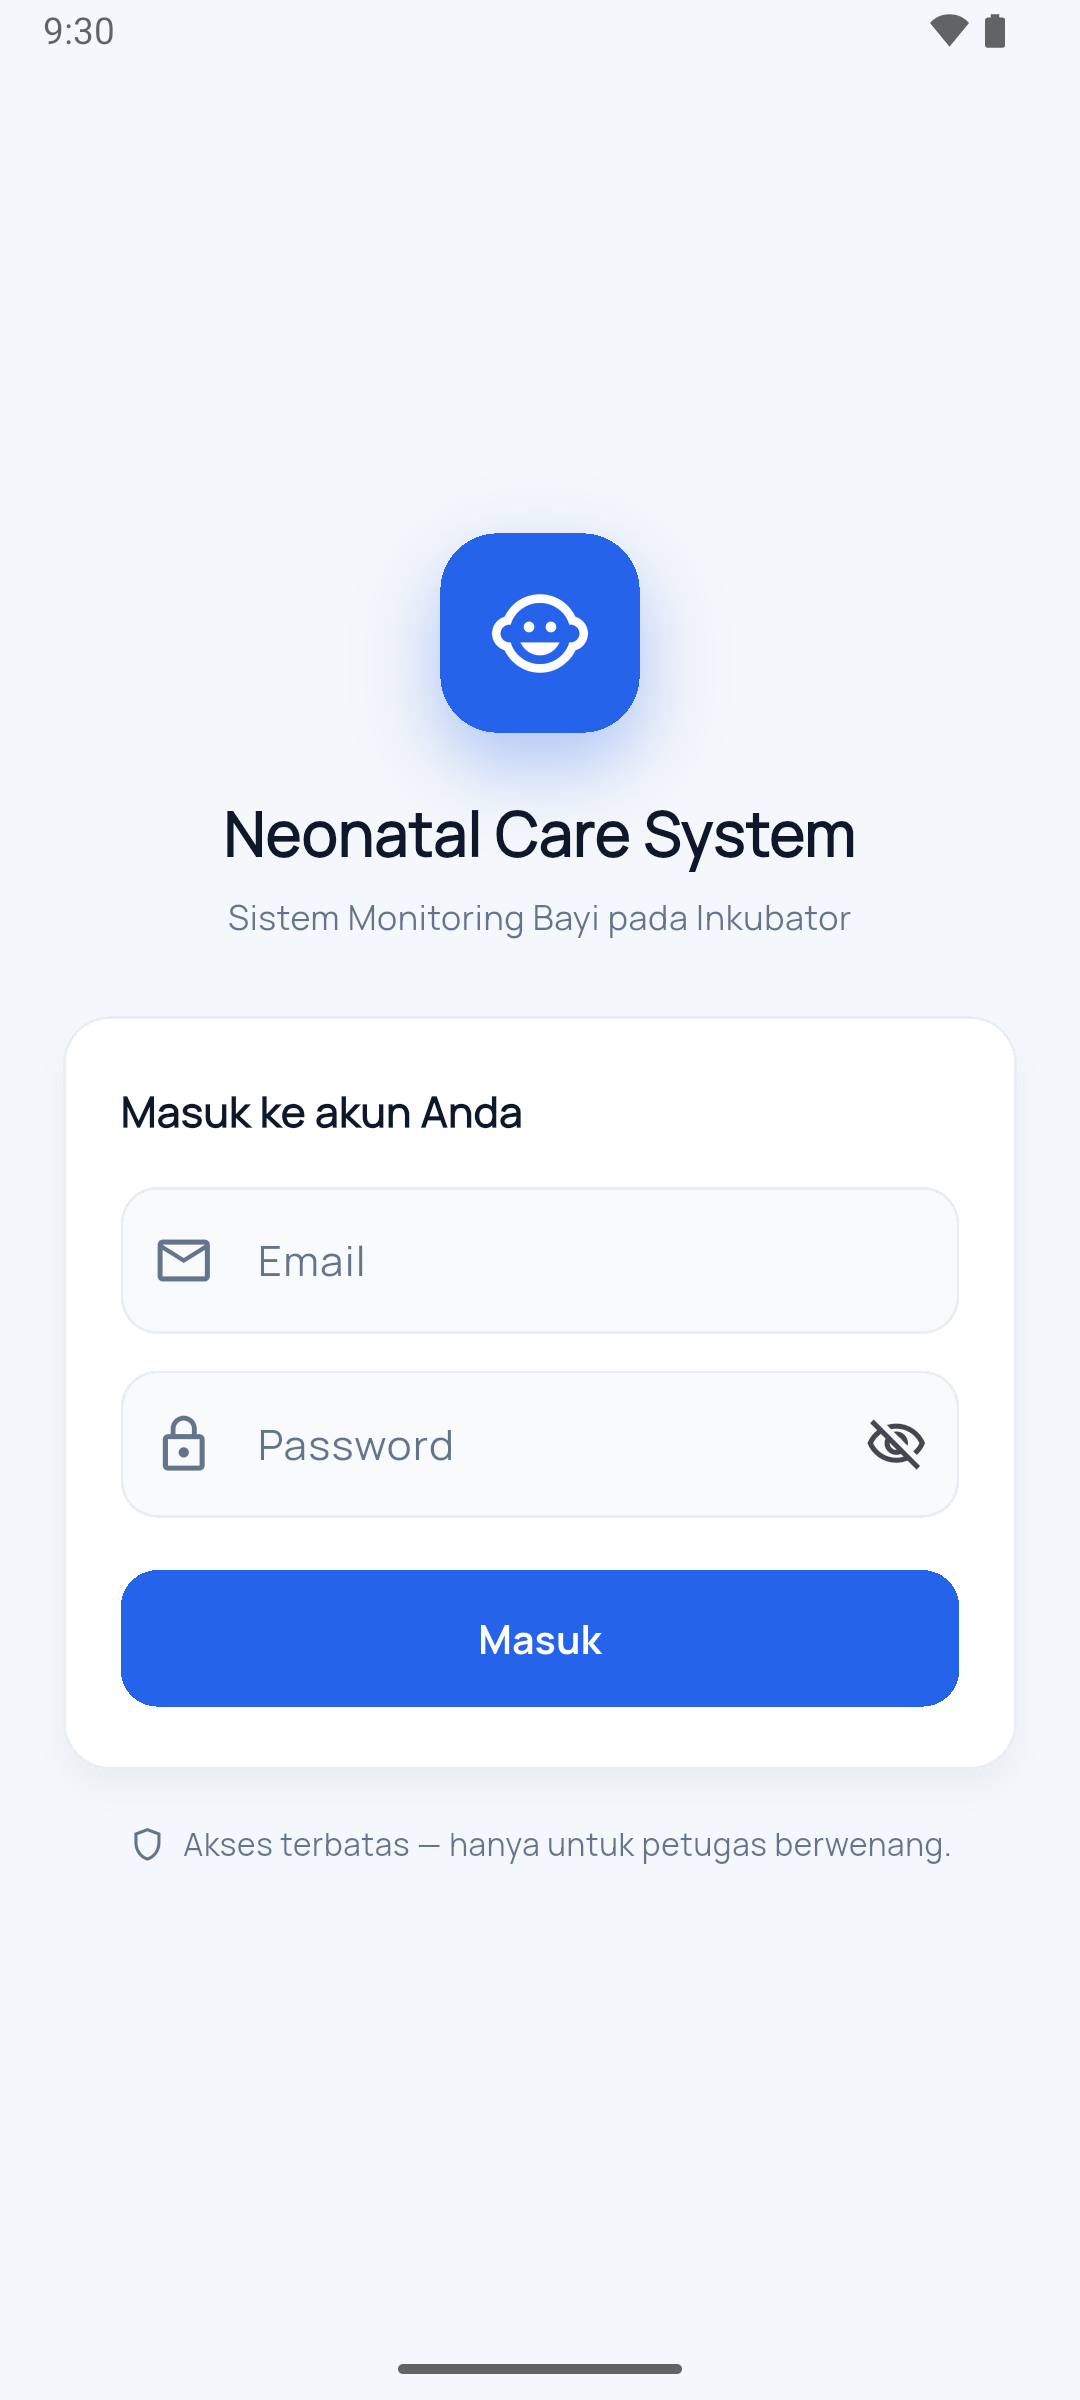 9:30
Neonatal Care System
Sistem Monitoring Bayi pada Inkubator
Masuk ke akun Anda
Email
Password
Masuk
Akses terbatas — hanya untuk petugas berwenang.